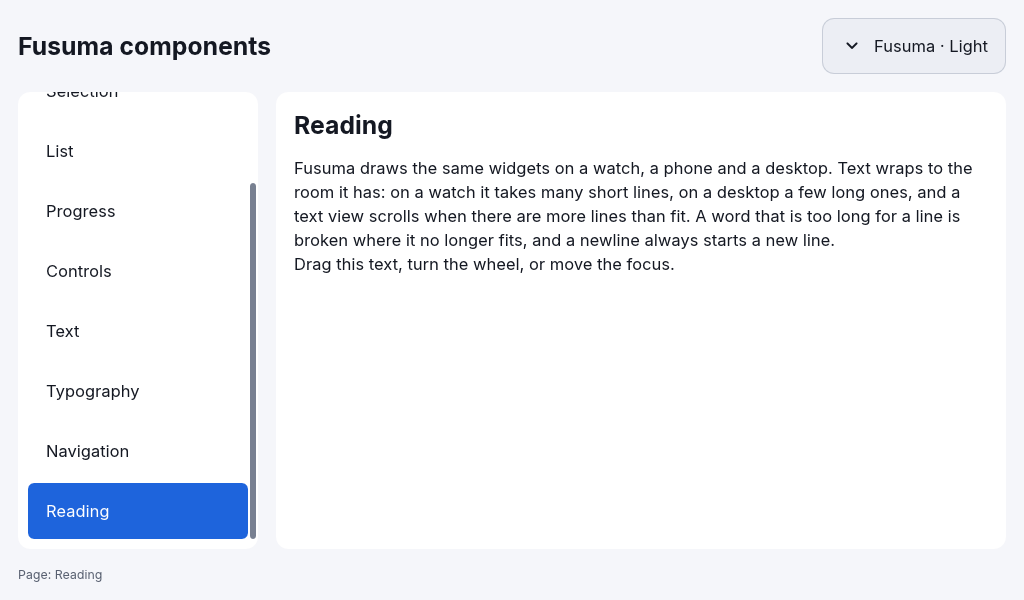 Fusuma components
Fusuma · Light
Selection
List
Progress
Controls
Text
Typography
Navigation
Reading
Reading
Fusuma draws the same widgets on a watch, a phone and a desktop. Text wraps to the
room it has: on a watch it takes many short lines, on a desktop a few long ones, and a
text view scrolls when there are more lines than fit. A word that is too long for a line is
broken where it no longer fits, and a newline always starts a new line.
Drag this text, turn the wheel, or move the focus.
Page: Reading